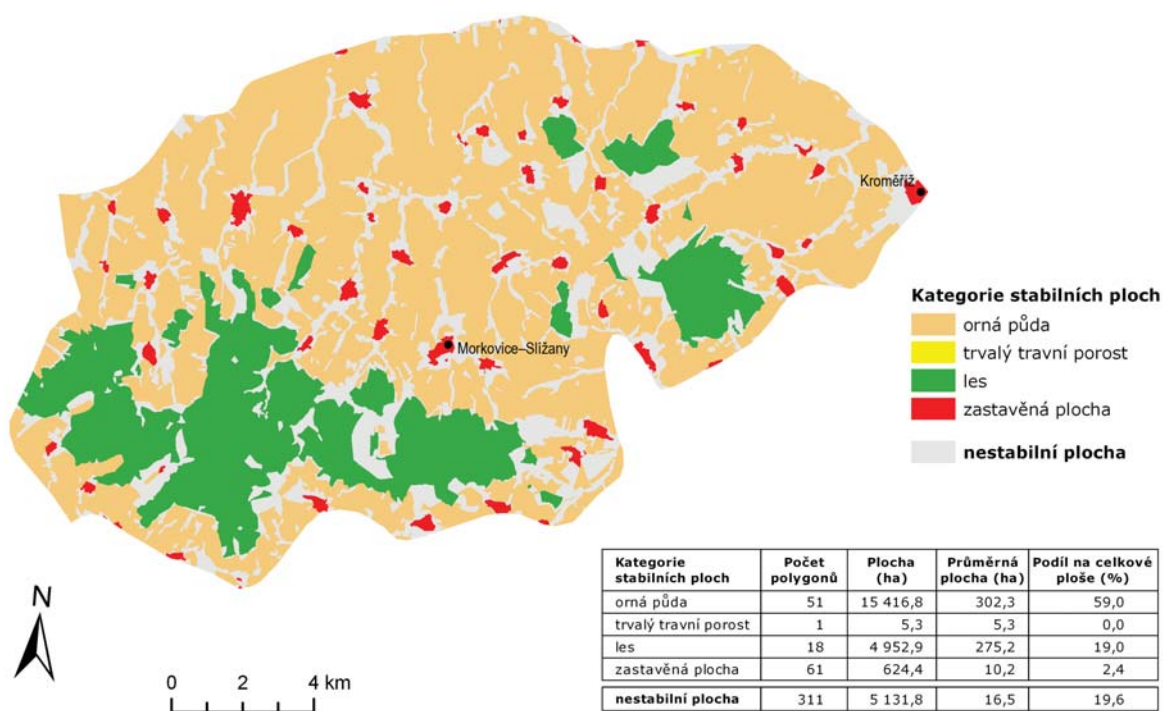 Kroměříž
Morkovice–Slížany
Kategorie stabilních ploch
orná půda
trvalý travní porost
les
zastavěná plocha
nestabilní plocha
N
0 2 4 km
Kategorie stabilních ploch Počet polygonů Plocha (ha) Průměrná plocha (ha) Podíl na celkové ploše (%)
orná půda 51 15 416,8 302,3 59,0
trvalý travní porost 1 5,3 5,3 0,0
les 18 4 952,9 275,2 19,0
zastavěná plocha 61 624,4 10,2 2,4
nestabilní plocha 311 5 131,8 16,5 19,6